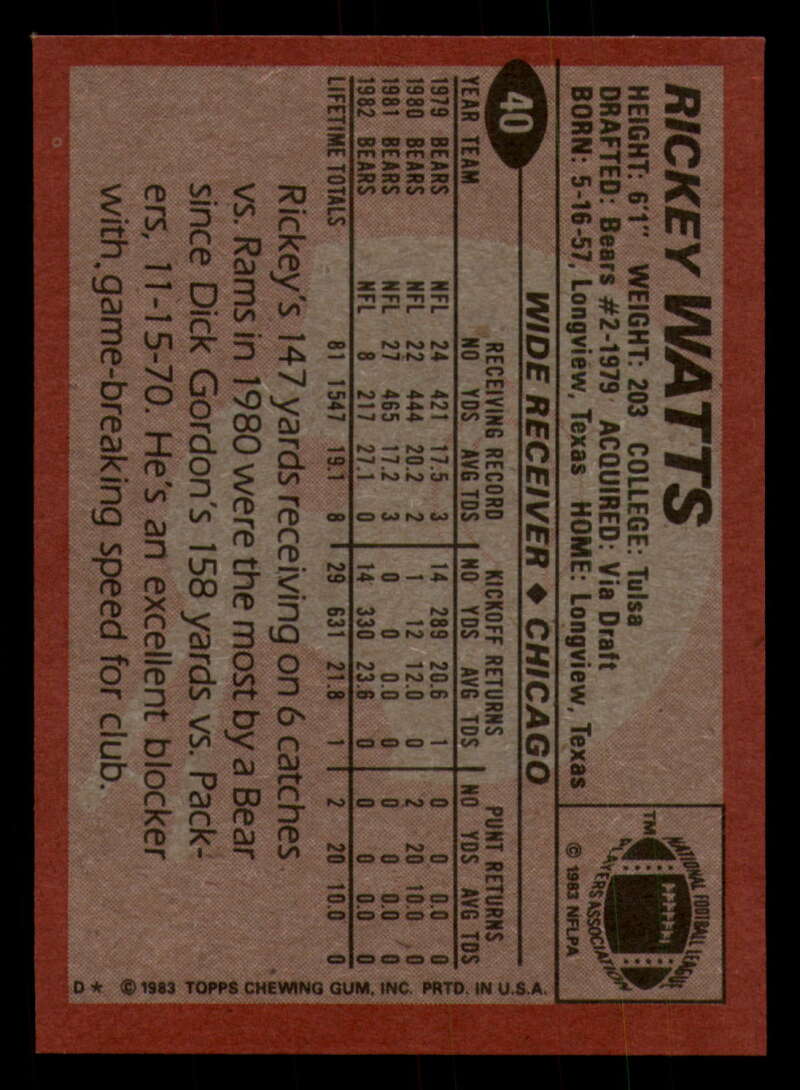 RICKEY WATTS
HEIGHT: 6'1" WEIGHT: 203 COLLEGE: Tulsa
DRAFTED: Bears #2-1979 ACQUIRED: Via Draft
BORN: 5-16-57, Longview, Texas HOME: Longview, Texas
NATIONAL FOOTBALL LEAGUE
PLAYERS ASSOCIATION
TM
© 1983 NFLPA
40
WIDE RECEIVER ♦ CHICAGO
RECEIVING RECORD KICKOFF RETURNS PUNT RETURNS
YEAR TEAM NO YDS AVG TDS NO YDS AVG TDS NO YDS AVG TDS
1979 BEARS NFL 24 421 17.5 3 14 289 20.6 1 0 0 0.0 0
1980 BEARS NFL 22 444 20.2 2 1 12 12.0 0 2 20 10.0 0
1981 BEARS NFL 27 465 17.2 3 0 0 0.0 0 0 0 0.0 0
1982 BEARS NFL 8 217 27.1 0 14 330 23.6 0 0 0 0.0 0
LIFETIME TOTALS 81 1547 19.1 8 29 631 21.8 1 2 20 10.0 0
Rickey's 147 yards receiving on 6 catches
vs. Rams in 1980 were the most by a Bear
since Dick Gordon's 158 yards vs. Pack-
ers, 11-15-70. He's an excellent blocker
with game-breaking speed for club.
D★ © 1983 TOPPS CHEWING GUM, INC. PRTD. IN U.S.A.